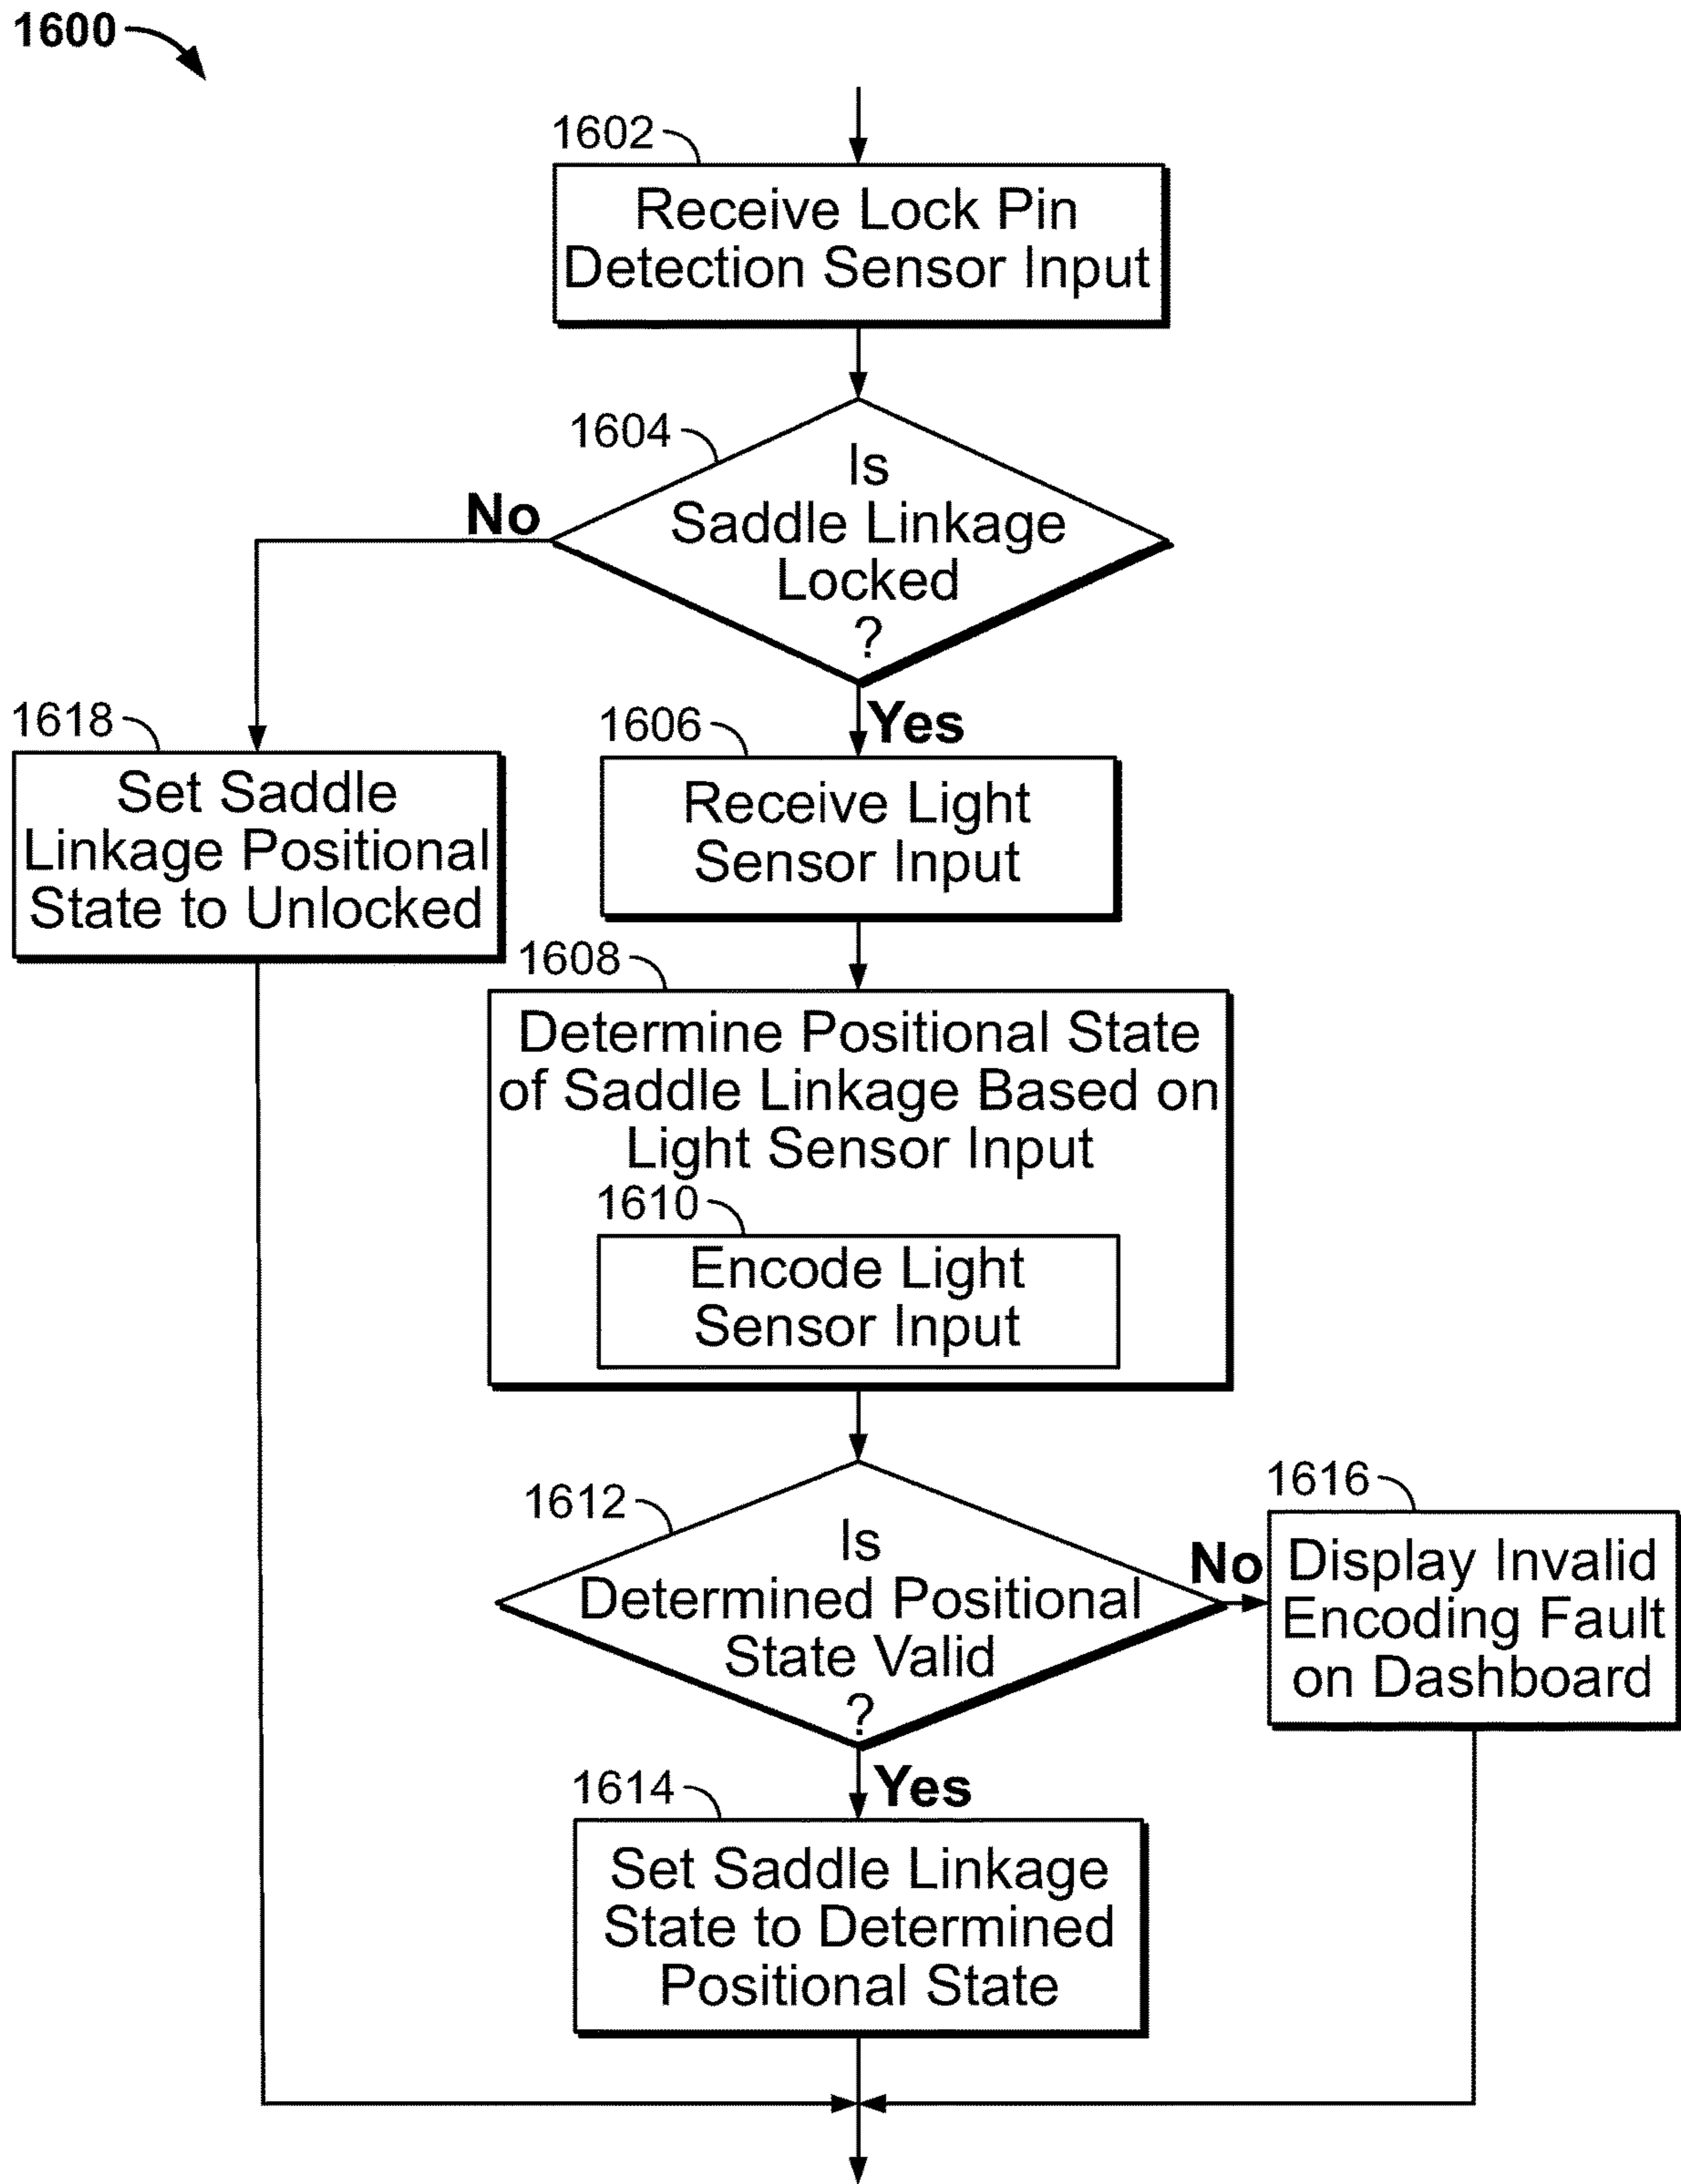 1600
1602
Receive Lock Pin
Detection Sensor Input
1604
Is
Saddle Linkage
Locked
?
No
Yes
1618
Set Saddle
Linkage Positional
State to Unlocked
1606
Receive Light
Sensor Input
1608
Determine Positional State
of Saddle Linkage Based on
Light Sensor Input
1610
Encode Light
Sensor Input
1612
Is
Determined Positional
State Valid
?
No
Yes
1616
Display Invalid
Encoding Fault
on Dashboard
1614
Set Saddle Linkage
State to Determined
Positional State